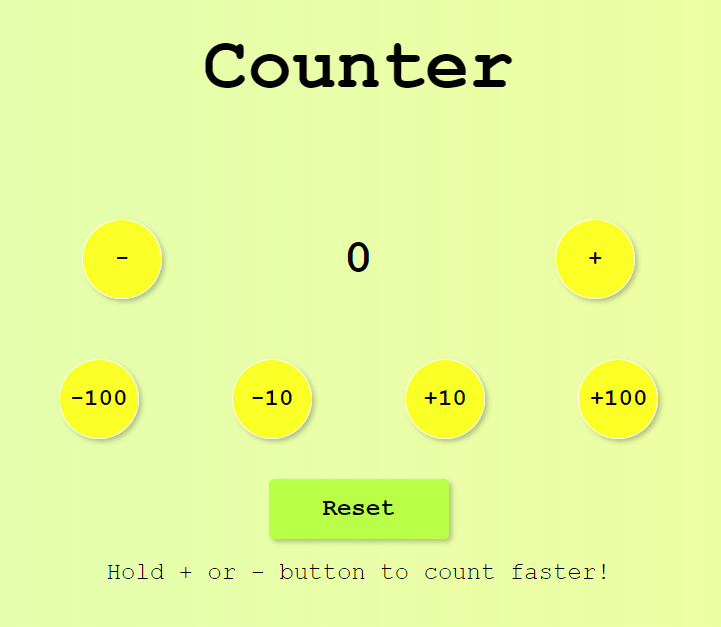 Counter
- 0 +
-100 -10 +10 +100
Reset
Hold + or - button to count faster!